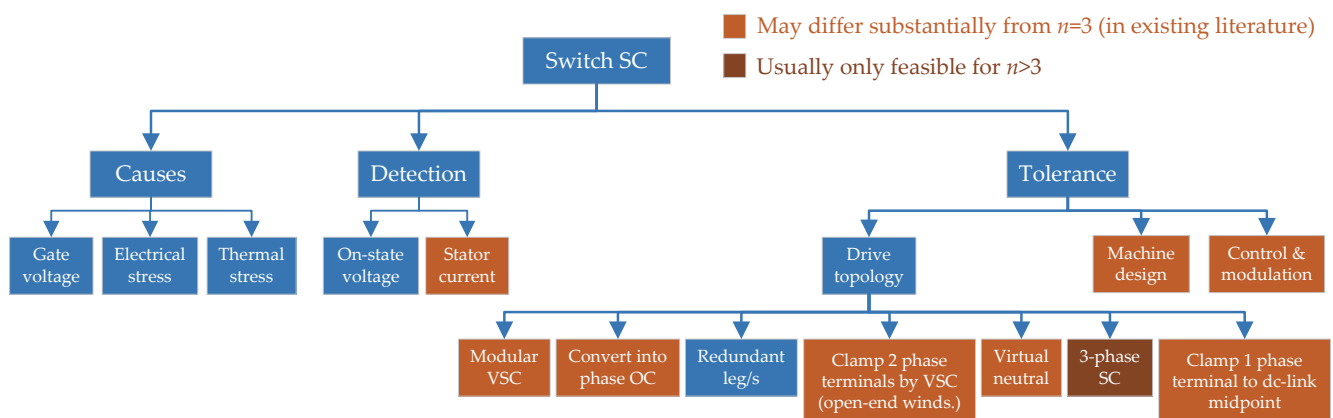 May differ substantially from n=3 (in existing literature)
Usually only feasible for n>3
Switch SC
Causes
Detection
Tolerance
Gate
voltage
Electrical
stress
Thermal
stress
On-state
voltage
Stator
current
Drive
topology
Machine
design
Control &
modulation
Modular
VSC
Convert into
phase OC
Redundant
leg/s
Clamp 2 phase
terminals by VSC
(open-end winds.)
Virtual
neutral
3-phase
SC
Clamp 1 phase
terminal to dc-link
midpoint